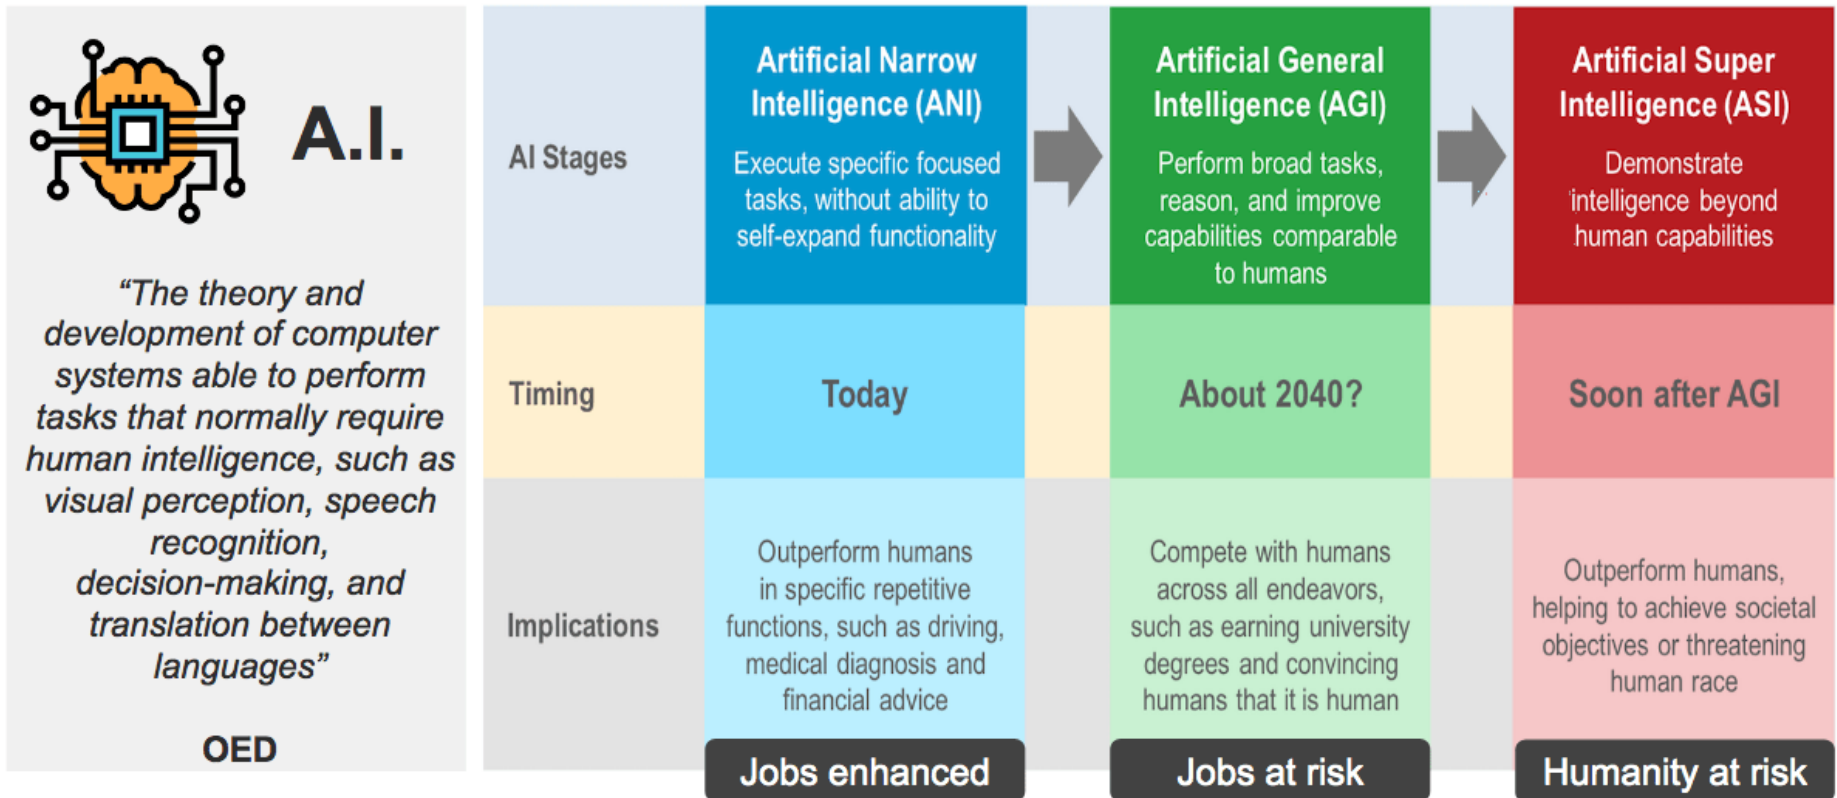 A.I.
“The theory and
development of computer
systems able to perform
tasks that normally require
human intelligence, such as
visual perception, speech
recognition,
decision-making, and
translation between
languages”
OED
AI Stages
Artificial Narrow
Intelligence (ANI)
Execute specific focused
tasks, without ability to
self-expand functionality
Artificial General
Intelligence (AGI)
Perform broad tasks,
reason, and improve
capabilities comparable
to humans
Artificial Super
Intelligence (ASI)
Demonstrate
intelligence beyond
human capabilities
Timing
Today
About 2040?
Soon after AGI
Implications
Outperform humans
in specific repetitive
functions, such as driving,
medical diagnosis and
financial advice
Compete with humans
across all endeavors,
such as earning university
degrees and convincing
humans that it is human
Outperform humans,
helping to achieve societal
objectives or threatening
human race
Jobs enhanced
Jobs at risk
Humanity at risk